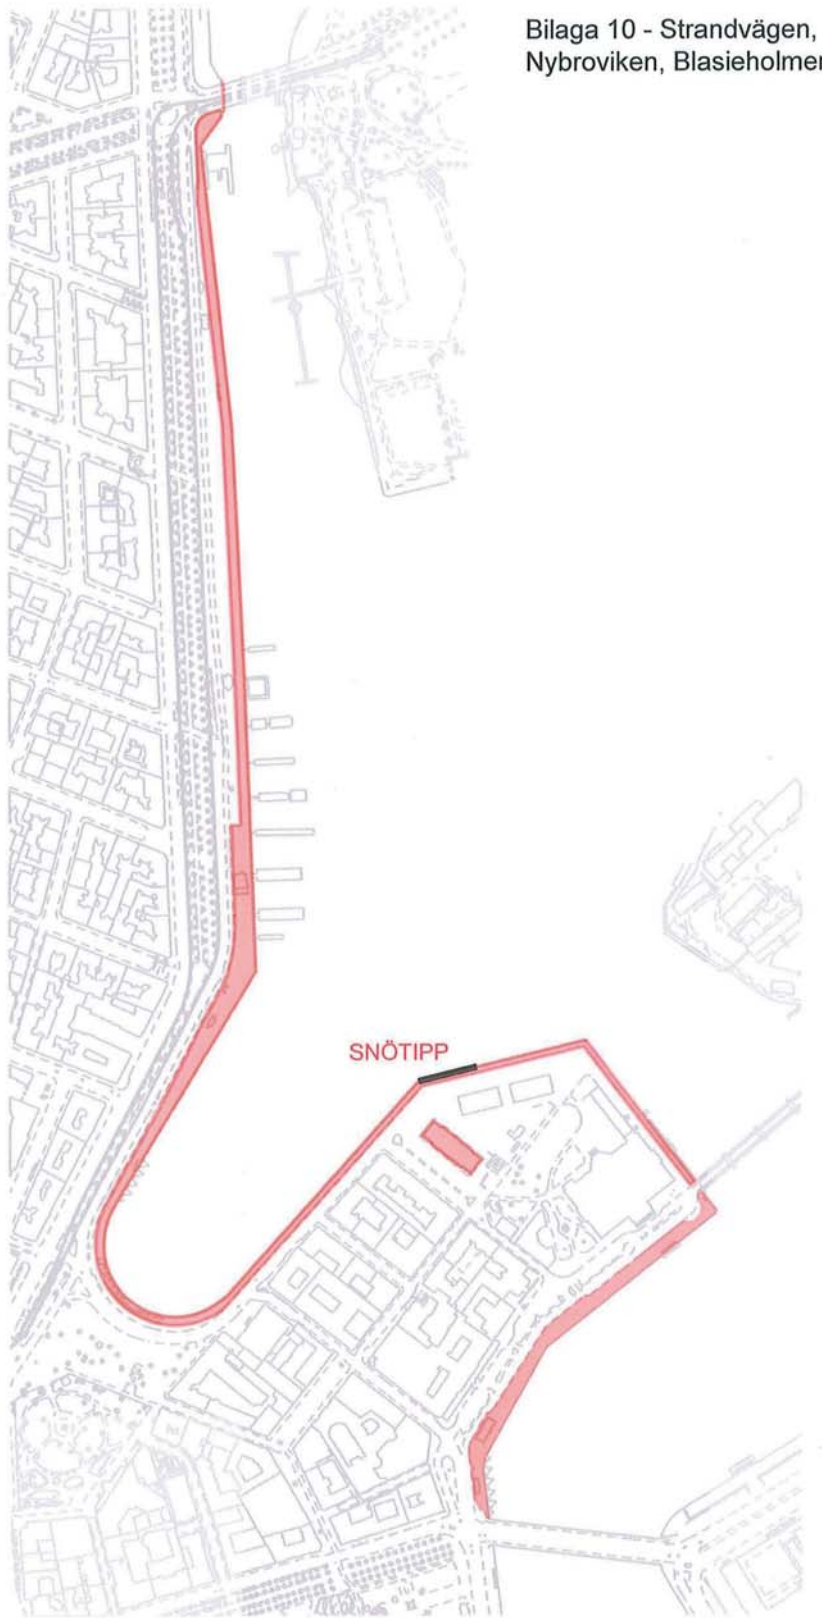 Bilaga 10 - Strandvägen,
Nybroviken, Blasieholmen
SNÖTIPP